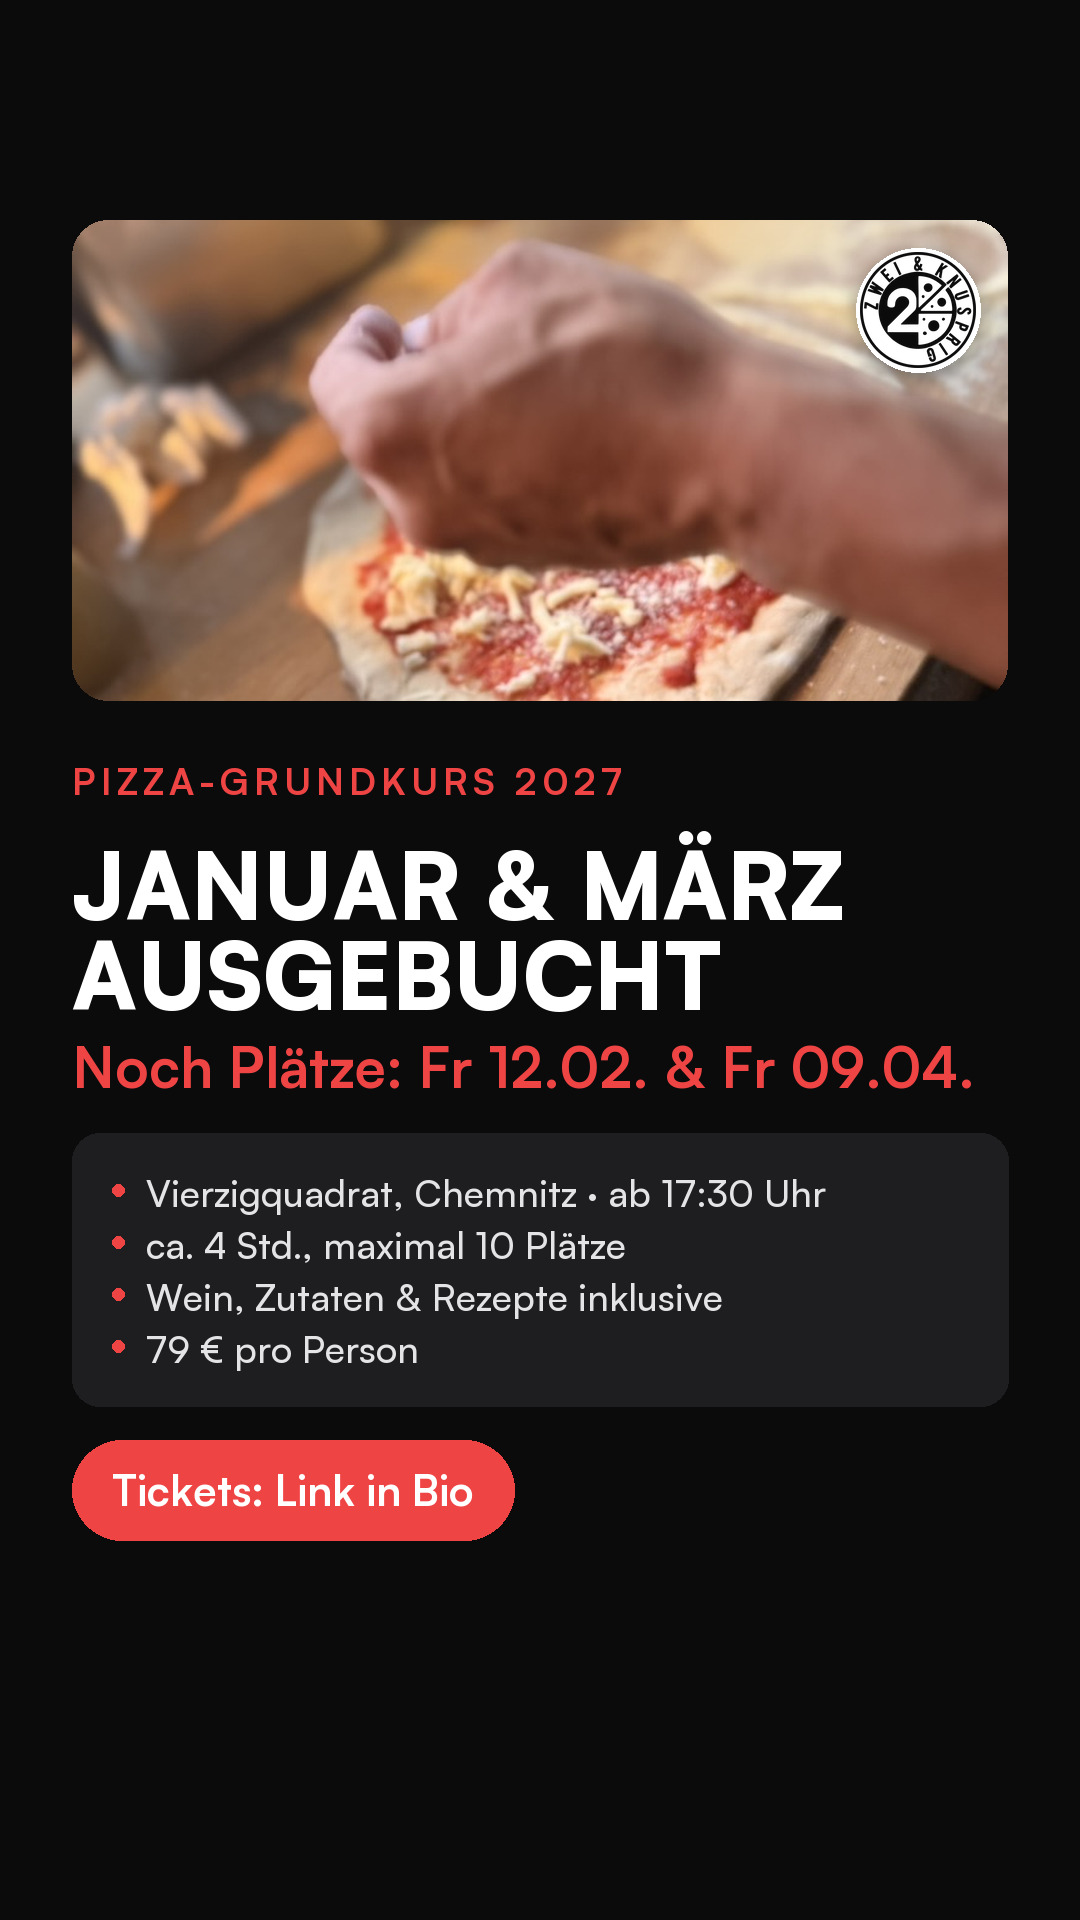 ZWEI & KNUSPRIG
2
PIZZA-GRUNDKURS 2027
JANUAR & MÄRZ
AUSGEBUCHT
Noch Plätze: Fr 12.02. & Fr 09.04.
• Vierzigquadrat, Chemnitz · ab 17:30 Uhr
• ca. 4 Std., maximal 10 Plätze
• Wein, Zutaten & Rezepte inklusive
• 79 € pro Person
Tickets: Link in Bio